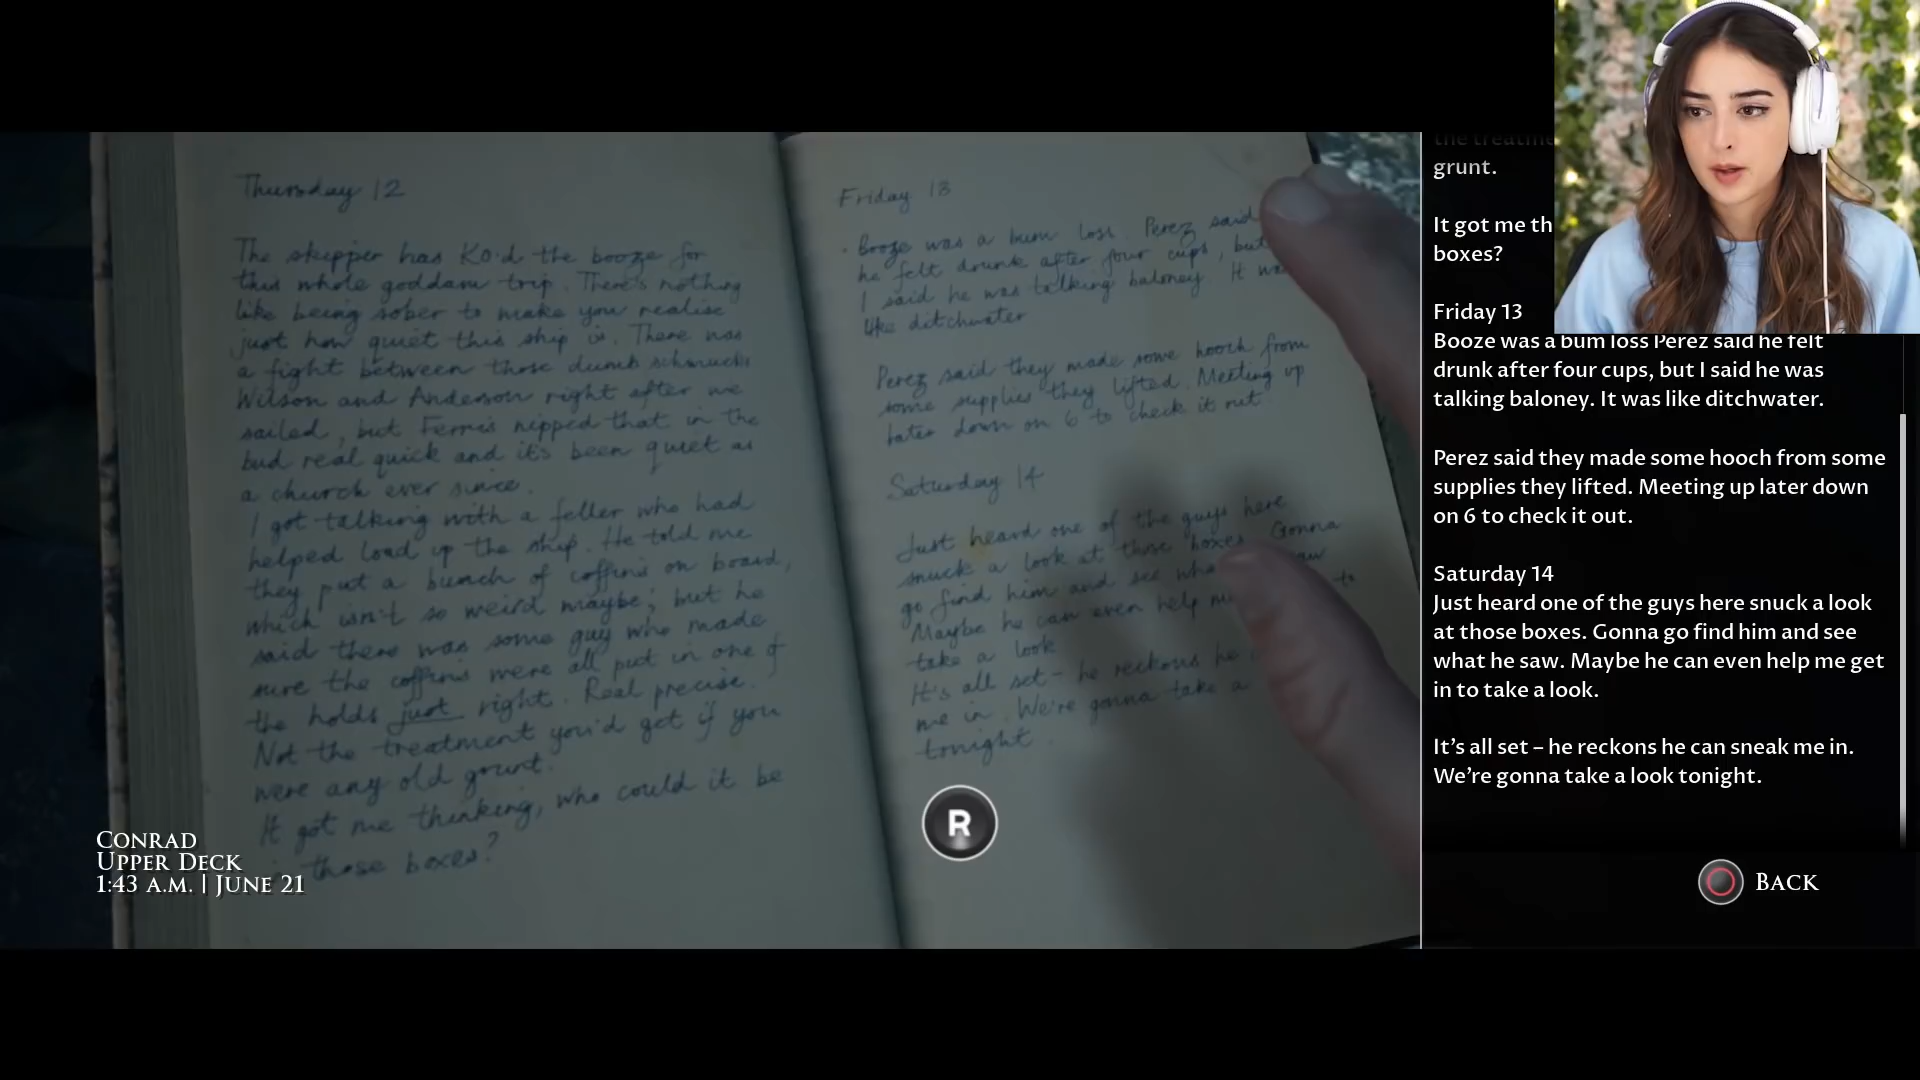 Thursday 12
The skipper has KO'd the booze for
this whole goddam trip. There's nothing
like being sober to make you realise
just how quiet this ship is. There was
a fight between those dumb schmucks
Wilson and Anderson right after we
sailed, but Ferris nipped that in the
bud real quick and it's been quiet as
a church ever since.
I got talking with a feller who had
helped load up the ship. He told me
they put a bunch of coffins on board,
which isn't so weird maybe; but he
said there was some guy who made
sure the coffins were all put in one of
the holds just right. Real precise.
Not the treatment you'd get if you
were any old grunt.
It got me thinking, who could it be
in those boxes?
Friday 13
Booze was a bum loss. Perez said
he felt drunk after four cups, but
I said he was talking baloney. It was
like ditchwater
Perez said they made some hooch from
some supplies they lifted. Meeting up
later down on 6 to check it out.
Saturday 14
Just heard one of the guys here
snuck a look at those boxes. Gonna
go find him and see
Maybe he can even help
take a look
It's all set - he reckons he
me in. We're gonna take a
tonight.
R
CONRAD
UPPER DECK
1:43 A.M. | JUNE 21
the treatme
grunt.
It got me th
boxes?
Friday 13
Booze was a bum loss Perez said he felt
drunk after four cups, but I said he was
talking baloney. It was like ditchwater.
Perez said they made some hooch from some
supplies they lifted. Meeting up later down
on 6 to check it out.
Saturday 14
Just heard one of the guys here snuck a look
at those boxes. Gonna go find him and see
what he saw. Maybe he can even help me get
in to take a look.
It's all set – he reckons he can sneak me in.
We're gonna take a look tonight.
BACK